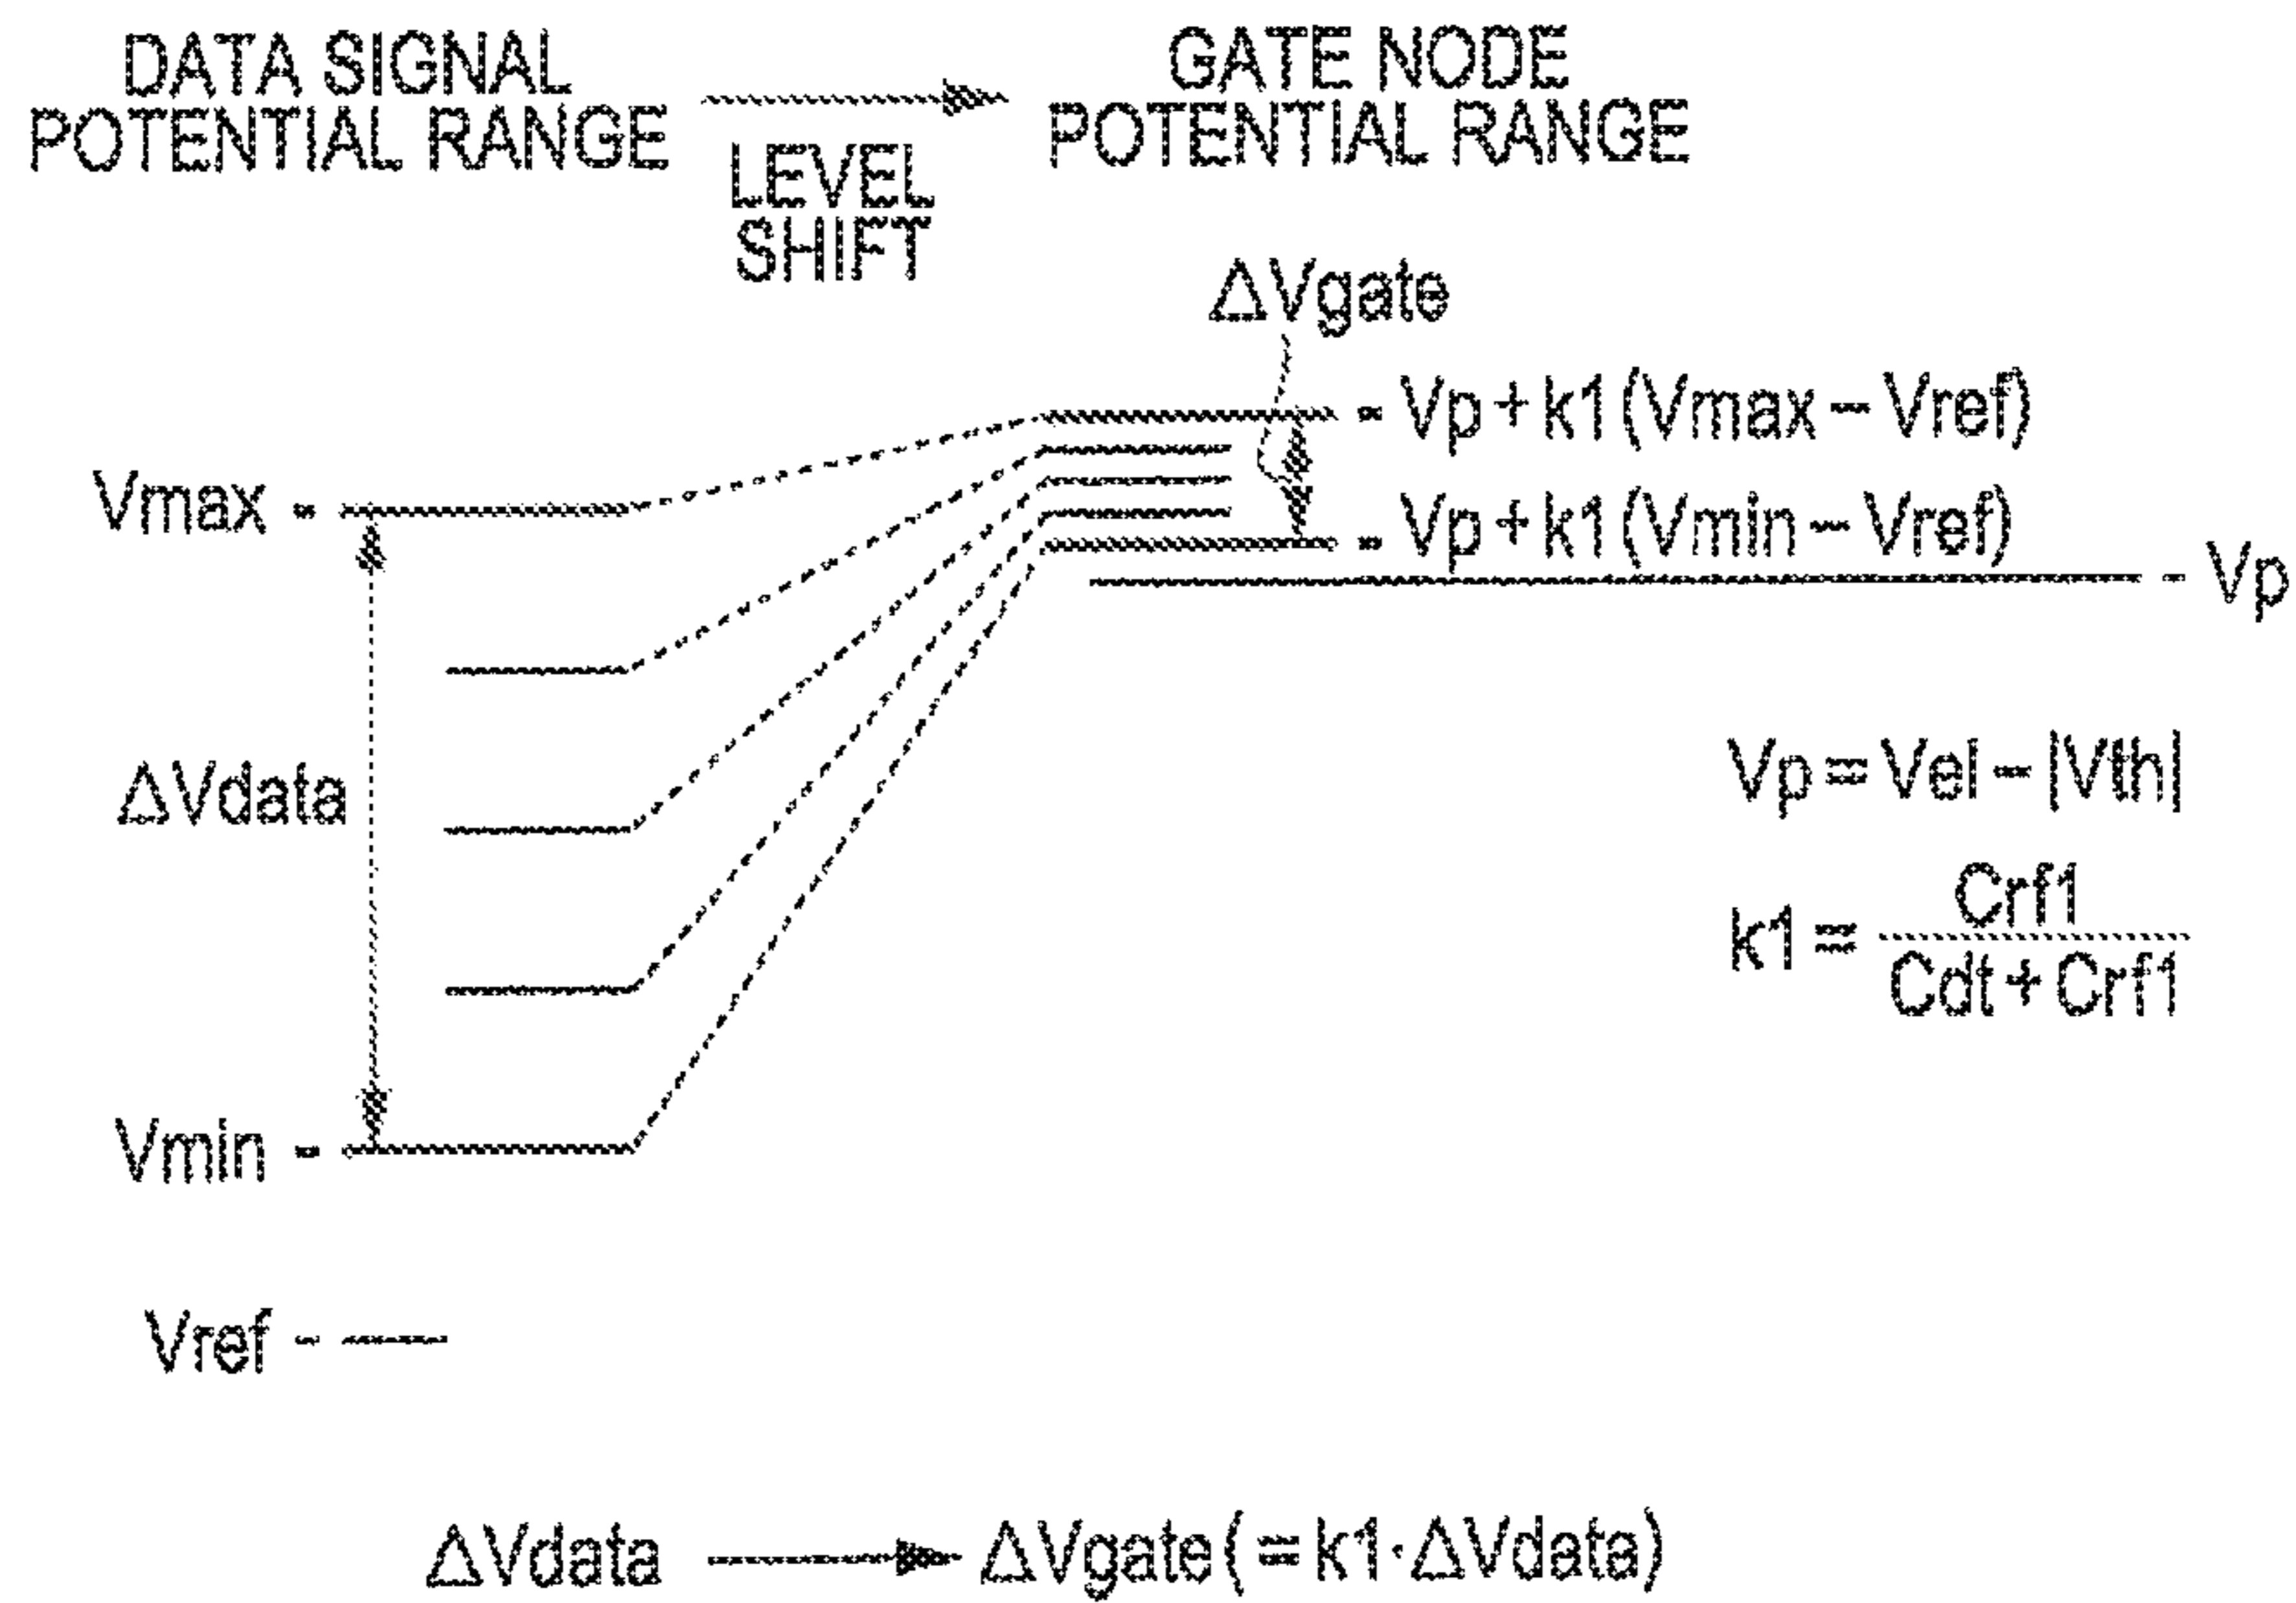 DATA SIGNAL
POTENTIAL RANGE
LEVEL
SHIFT
GATE NODE
POTENTIAL RANGE
ΔVgate
Vp + k1 (Vmax – Vref)
Vmax
Vp + k1 (Vmin – Vref)
Vp
ΔVdata
Vp = Vel – |Vth|
k1 = Crf1
Cdt + Crf1
Vmin
Vref
ΔVdata → ΔVgate ( = k1 · ΔVdata)